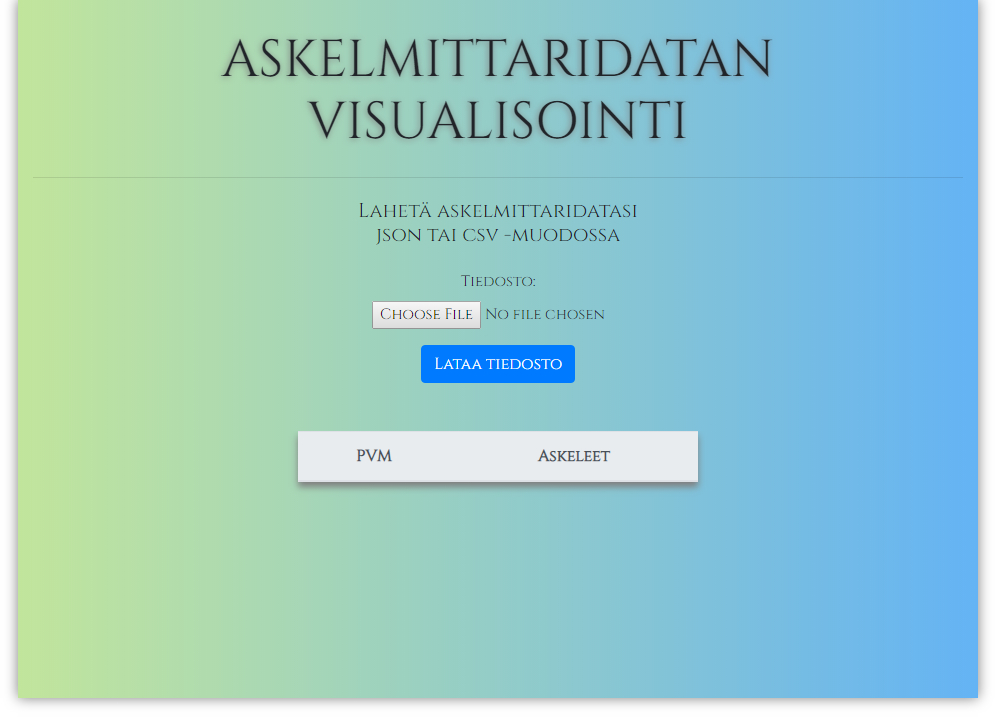 ASKELMITTARIDATAN
VISUALISOINTI
Lahetä askelmittaridatasi
json tai csv -muodossa
Tiedosto:
Choose File No file chosen
Lataa tiedosto
PVM Askeleet